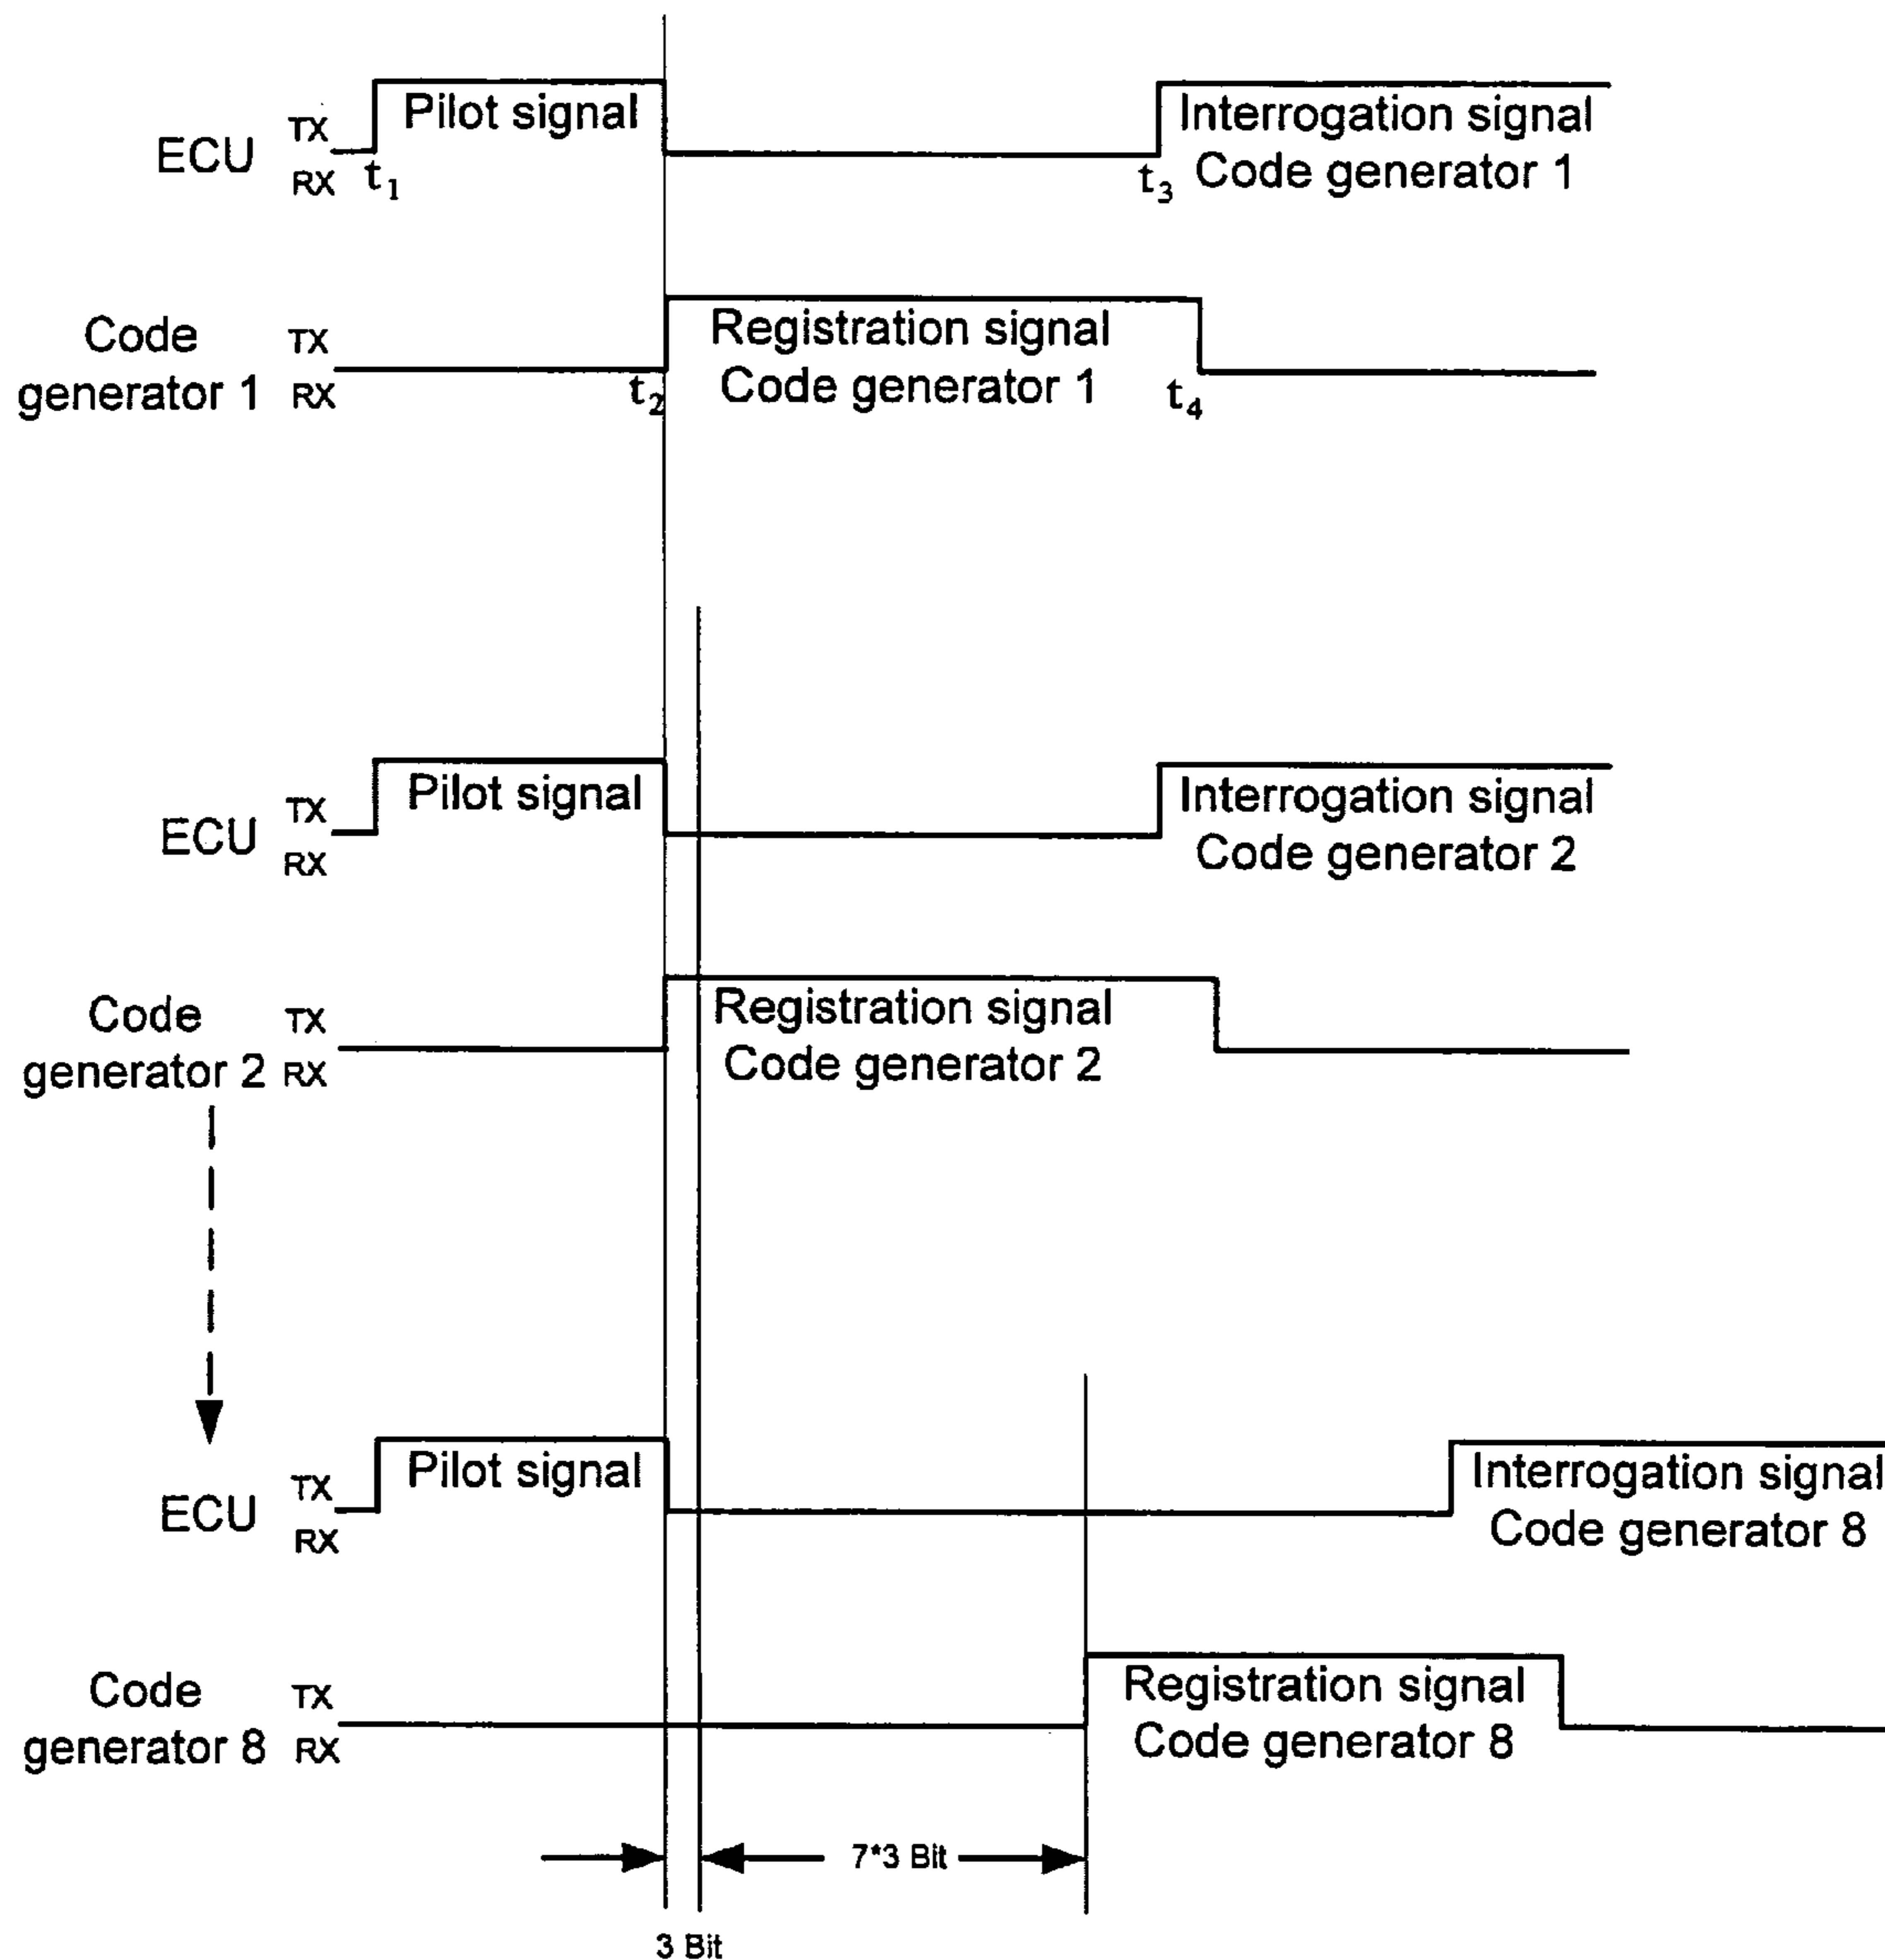 Pilot signal
Interrogation signal
Code generator 1
ECU
TX
RX
t1
t3
Code
generator 1
TX
RX
Registration signal
Code generator 1
t2
t4
Pilot signal
Interrogation signal
Code generator 2
ECU
TX
RX
Code
generator 2
TX
RX
Registration signal
Code generator 2
Pilot signal
Interrogation signal
Code generator 8
ECU
TX
RX
Code
generator 8
TX
RX
Registration signal
Code generator 8
7*3 Bit
3 Bit